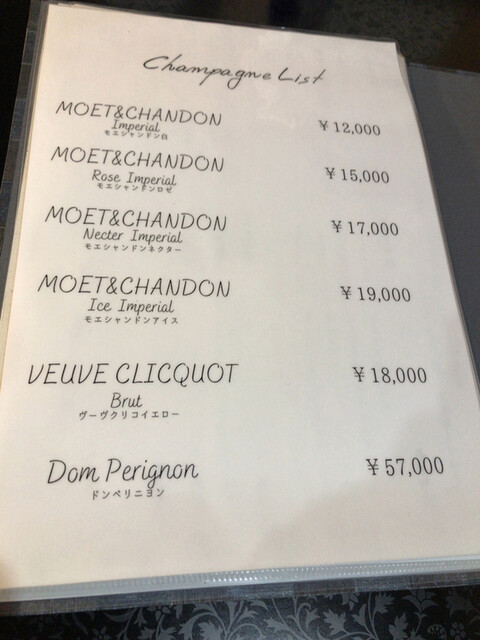 Champagne List
MOET&CHANDON
Imperial
モエシャンドン白
¥12,000
MOET&CHANDON
Rose Imperial
モエシャンドンロゼ
¥15,000
MOET&CHANDON
Necter Imperial
モエシャンドンネクター
¥17,000
MOET&CHANDON
Ice Imperial
モエシャンドンアイス
¥19,000
VEUVE CLICQUOT
Brut
ヴーヴクリコイエロー
¥18,000
Dom Perignon
ドンペリニヨン
¥57,000